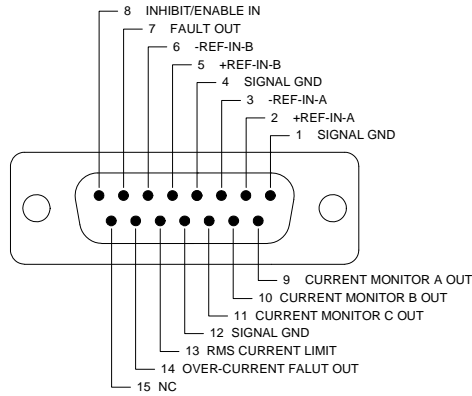 8 INHIBIT/ENABLE IN
7 FAULT OUT
6 -REF-IN-B
5 +REF-IN-B
4 SIGNAL GND
3 -REF-IN-A
2 +REF-IN-A
1 SIGNAL GND
9 CURRENT MONITOR A OUT
10 CURRENT MONITOR B OUT
11 CURRENT MONITOR C OUT
12 SIGNAL GND
13 RMS CURRENT LIMIT
14 OVER-CURRENT FALUT OUT
15 NC